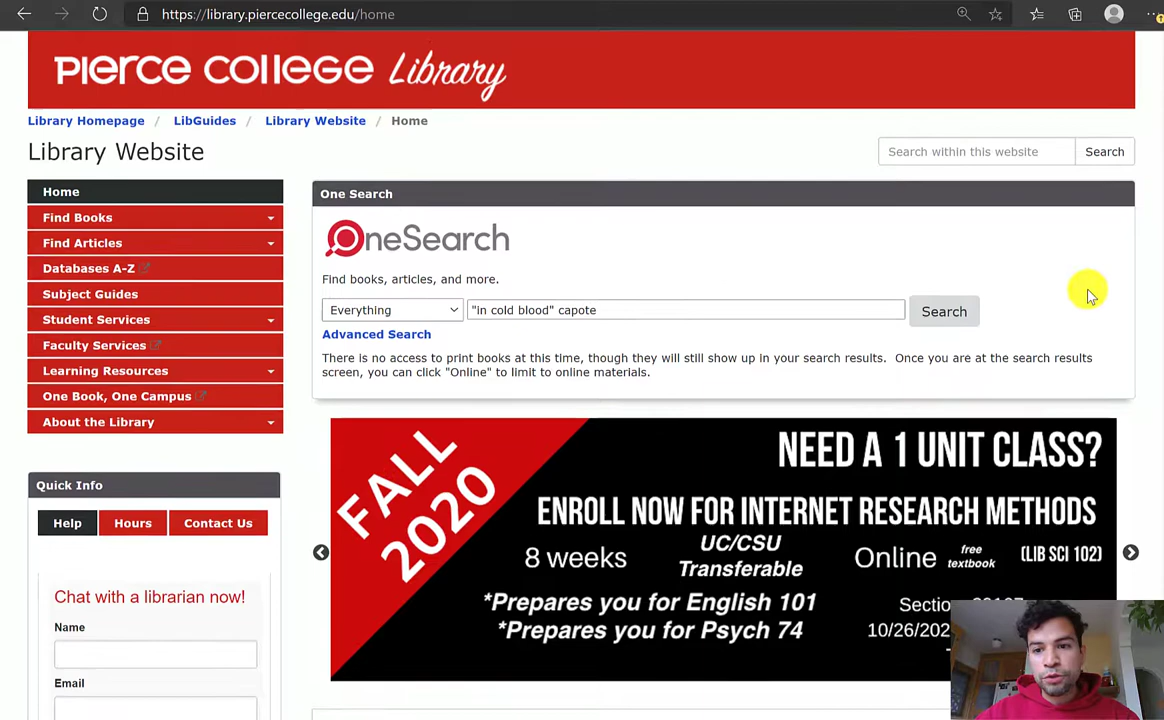 https://library.piercecollege.edu/home
PIERCE COLLEGE Library
Library Homepage / LibGuides / Library Website / Home
Library Website
Search within this website
Search
Home
Find Books
Find Articles
Databases A-Z
Subject Guides
Student Services
Faculty Services
Learning Resources
One Book, One Campus
About the Library
One Search
OneSearch
Find books, articles, and more.
Everything
"in cold blood" capote
Search
Advanced Search
There is no access to print books at this time, though they will still show up in your search results. Once you are at the search results
screen, you can click "Online" to limit to online materials.
FALL
2020
NEED A 1 UNIT CLASS?
ENROLL NOW FOR INTERNET RESEARCH METHODS
8 weeks
UC/CSU
Transferable
Online
free
textbook
(LIB SCI 102)
*Prepares you for English 101
*Prepares you for Psych 74
Quick Info
Help
Hours
Contact Us
Chat with a librarian now!
Name
Email